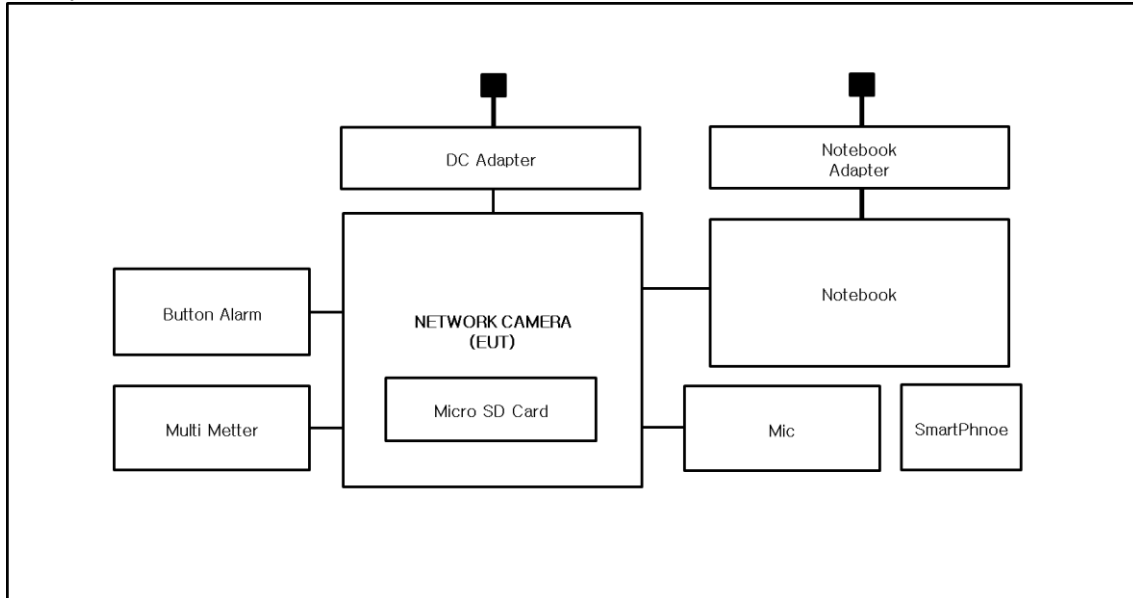 DC Adapter
Notebook
Adapter
Button Alarm
NETWORK CAMERA
(EUT)
Notebook
Multi Metter
Micro SD Card
Mic
SmartPhnoe